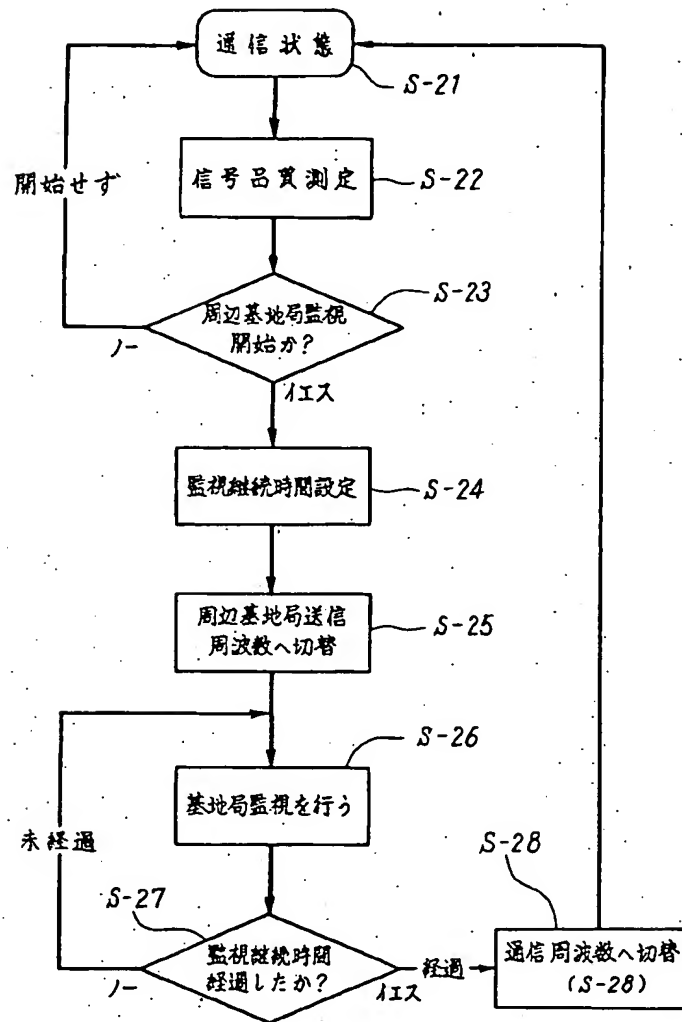 通信状態
S-21
信号品質測定
S-22
開始せず
周辺基地局監視
開始か?
S-23
ノー
イエス
監視継続時間設定
S-24
周辺基地局送信
周波数へ切替
S-25
S-26
基地局監視を行う
未経過
S-27
監視継続時間
経過したか?
ノー
イエス
経過
S-28
通信周波数へ切替
(S-28)